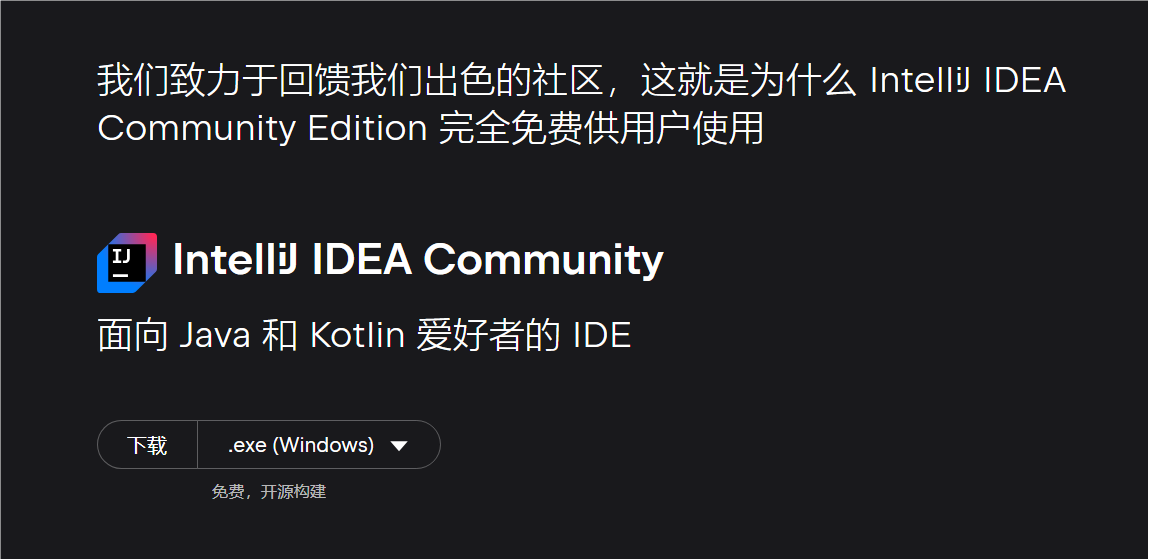 我们致力于回馈我们出色的社区，这就是为什么 IntelliJ IDEA
Community Edition 完全免费供用户使用
IJ
IntelliJ IDEA Community
面向 Java 和 Kotlin 爱好者的 IDE
下载 .exe (Windows)
免费，开源构建